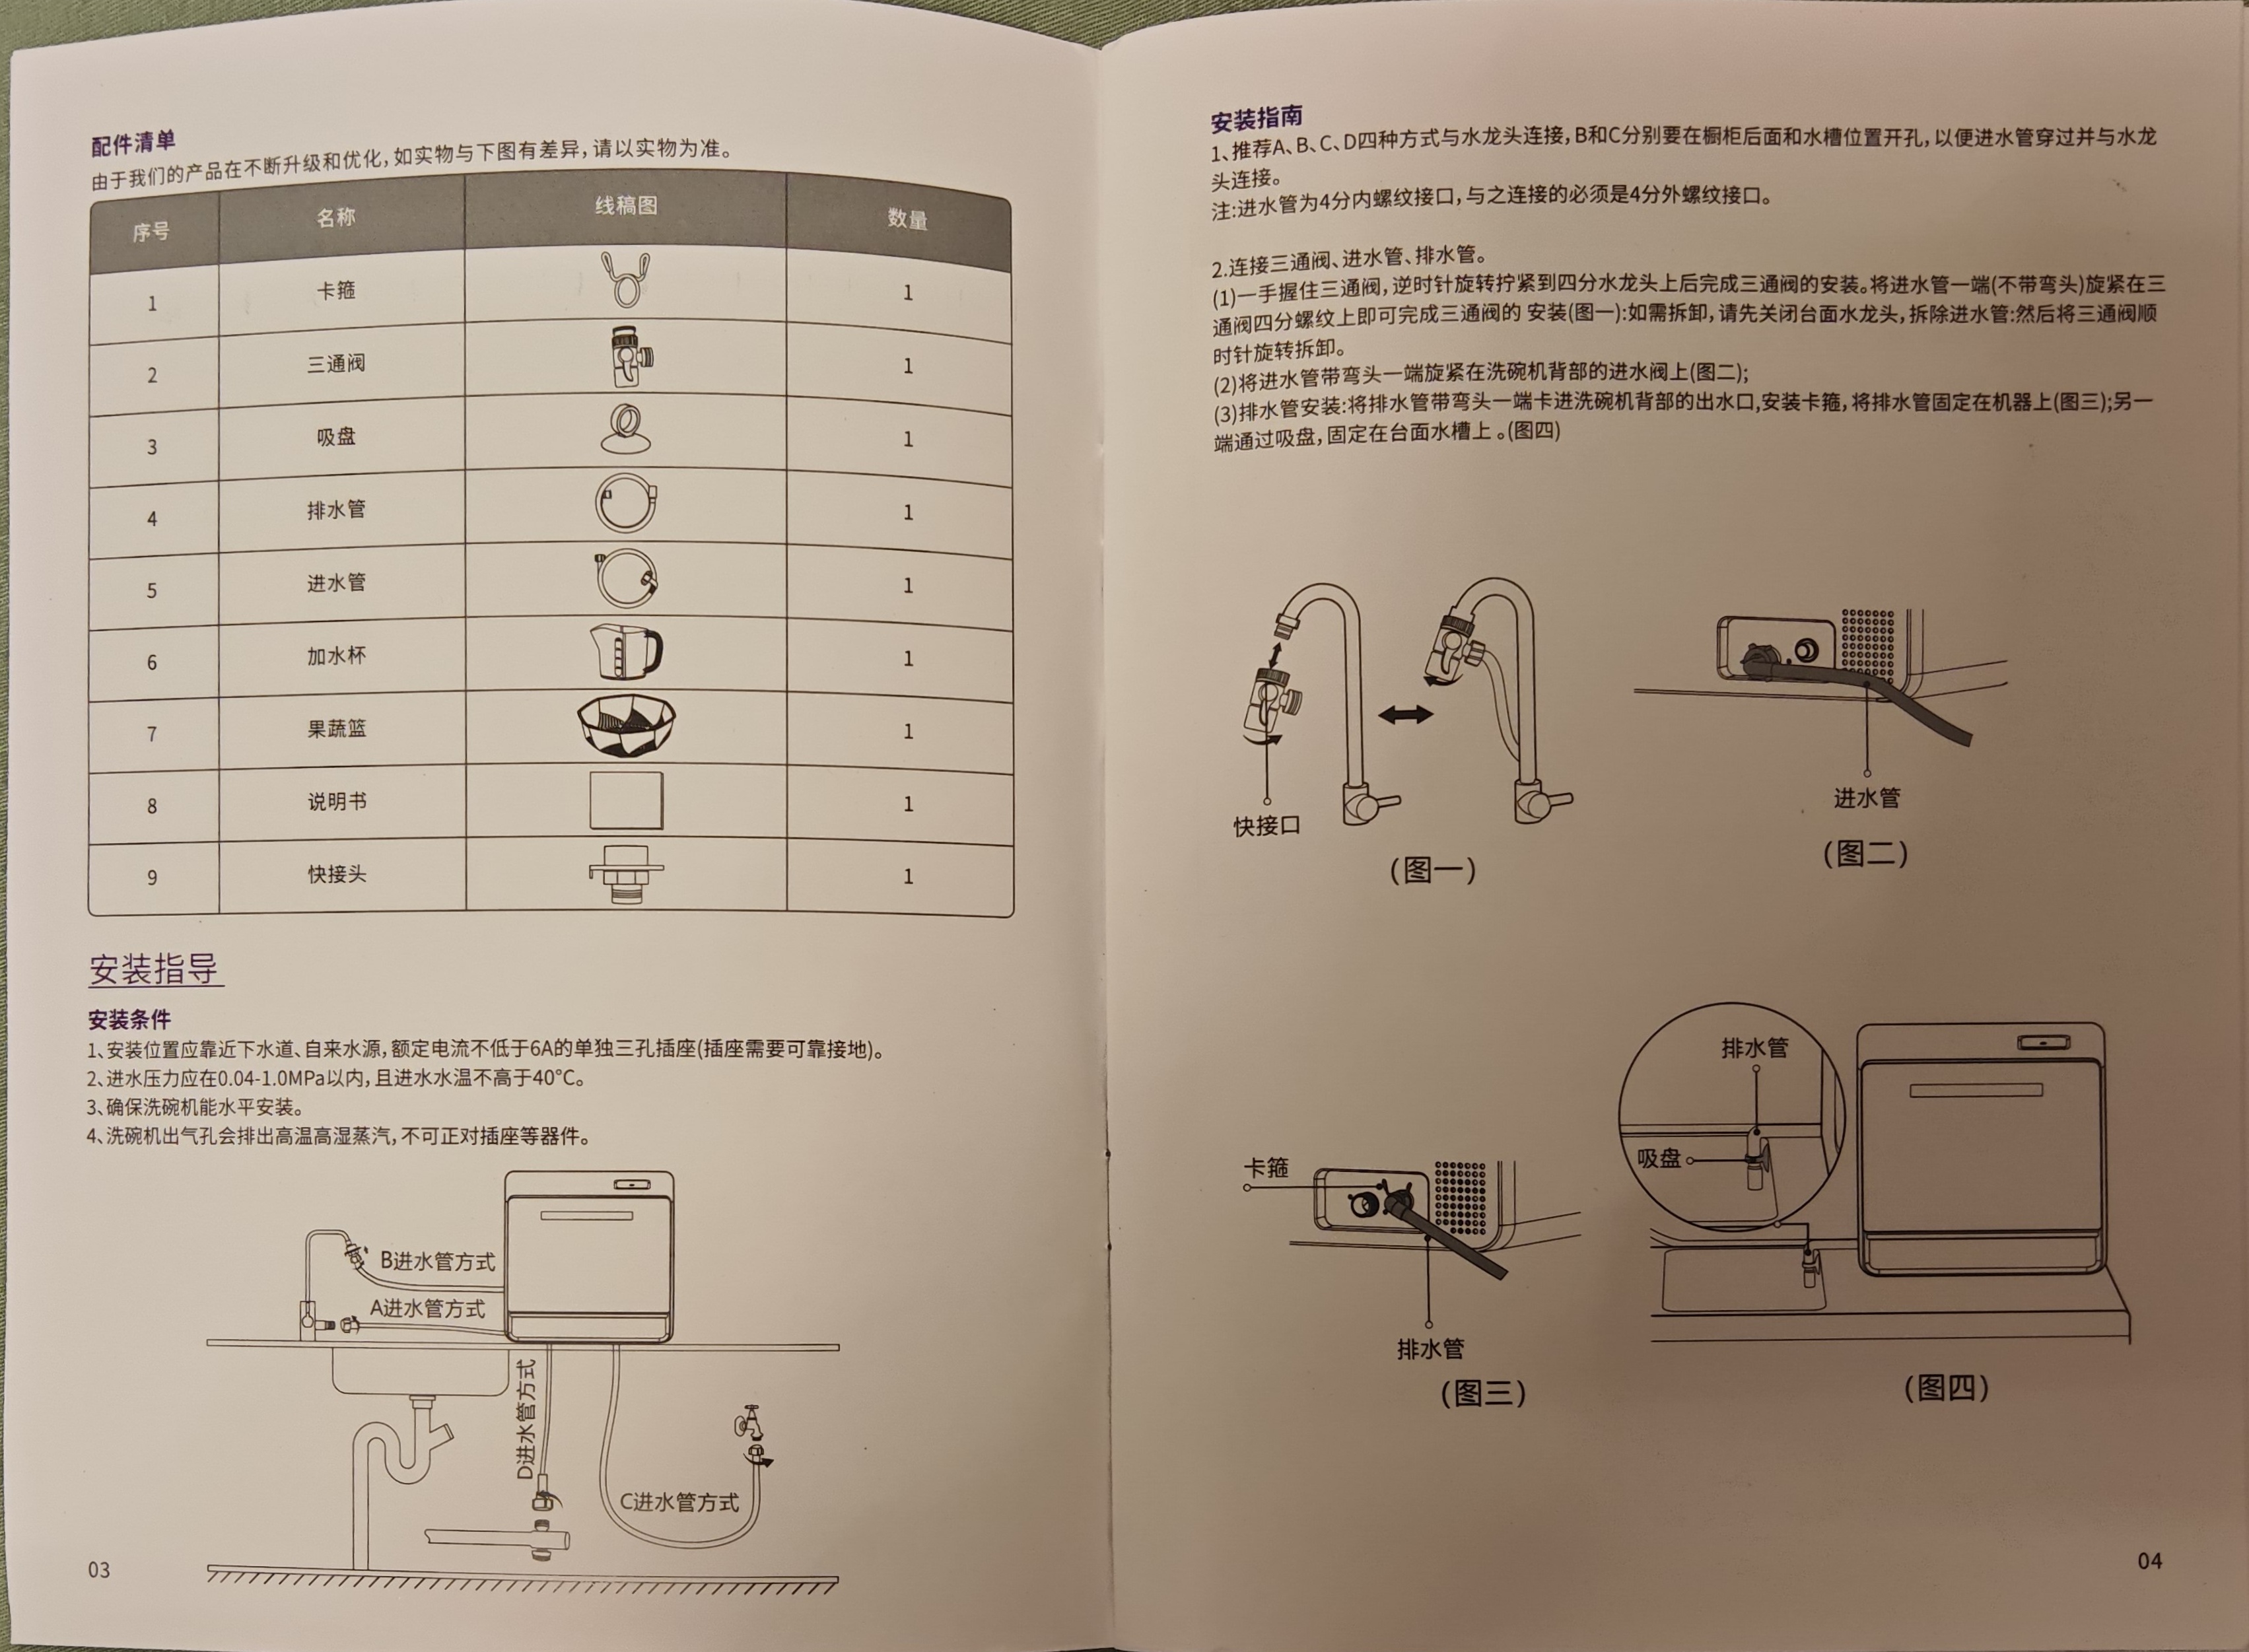 配件清单
由于我们的产品在不断升级和优化,如实物与下图有差异,请以实物为准。
序号 名称 线稿图 数量
1 卡箍 1
2 三通阀 1
3 吸盘 1
4 排水管 1
5 进水管 1
6 加水杯 1
7 果蔬篮 1
8 说明书 1
9 快接头 1
安装指导
安装条件
1、安装位置应靠近下水道、自来水源,额定电流不低于6A的单独三孔插座(插座需要可靠接地)。
2、进水压力应在0.04-1.0MPa以内,且进水水温不高于40°C。
3、确保洗碗机能水平安装。
4、洗碗机出气孔会排出高温高湿蒸汽,不可正对插座等器件。
B进水管方式
A进水管方式
D进水管方式
C进水管方式
03
安装指南
1、推荐A、B、C、D四种方式与水龙头连接,B和C分别要在橱柜后面和水槽位置开孔,以便进水管穿过并与水龙
头连接。
注:进水管为4分内螺纹接口,与之连接的必须是4分外螺纹接口。
2.连接三通阀、进水管、排水管。
(1)一手握住三通阀,逆时针旋转拧紧到四分水龙头上后完成三通阀的安装。将进水管一端(不带弯头)旋紧在三
通阀四分螺纹上即可完成三通阀的 安装(图一):如需拆卸,请先关闭台面水龙头,拆除进水管:然后将三通阀顺
时针旋转拆卸。
(2)将进水管带弯头一端旋紧在洗碗机背部的进水阀上(图二);
(3)排水管安装:将排水管带弯头一端卡进洗碗机背部的出水口,安装卡箍,将排水管固定在机器上(图三);另一
端通过吸盘,固定在台面水槽上。(图四)
快接口
(图一)
进水管
(图二)
卡箍
排水管
(图三)
排水管
吸盘
(图四)
04